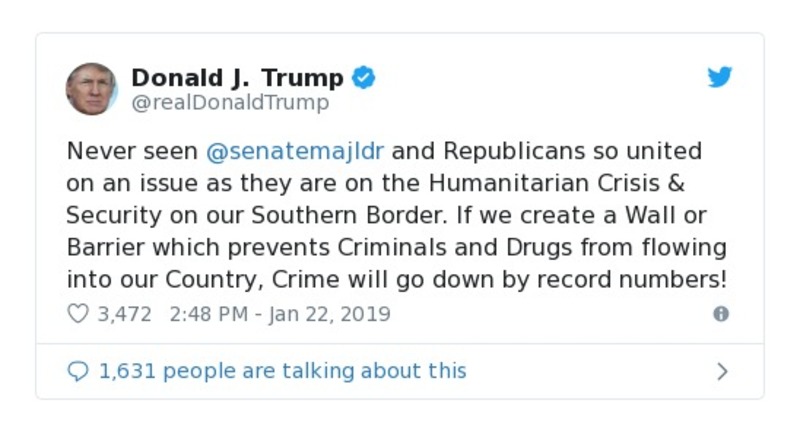 Donald J. Trump
@realDonaldTrump
Never seen @senatemajldr and Republicans so united
on an issue as they are on the Humanitarian Crisis &
Security on our Southern Border. If we create a Wall or
Barrier which prevents Criminals and Drugs from flowing
into our Country, Crime will go down by record numbers!
3,472 2:48 PM - Jan 22, 2019
1,631 people are talking about this